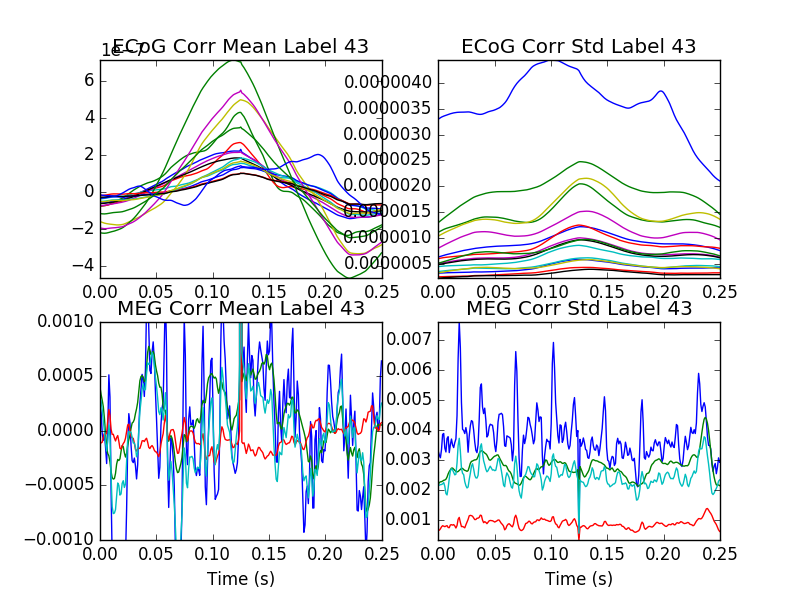 1e−7
ECoG Corr Mean Label 43
6
4
2
0
−2
−4
0.00 0.05 0.10 0.15 0.20 0.25
ECoG Corr Std Label 43
0.0000040
0.0000035
0.0000030
0.0000025
0.0000020
0.0000015
0.0000010
0.0000005
0.00 0.05 0.10 0.15 0.20 0.25
MEG Corr Mean Label 43
0.0010
0.0005
0.0000
−0.0005
−0.0010
0.00 0.05 0.10 0.15 0.20 0.25
Time (s)
MEG Corr Std Label 43
0.007
0.006
0.005
0.004
0.003
0.002
0.001
0.00 0.05 0.10 0.15 0.20 0.25
Time (s)